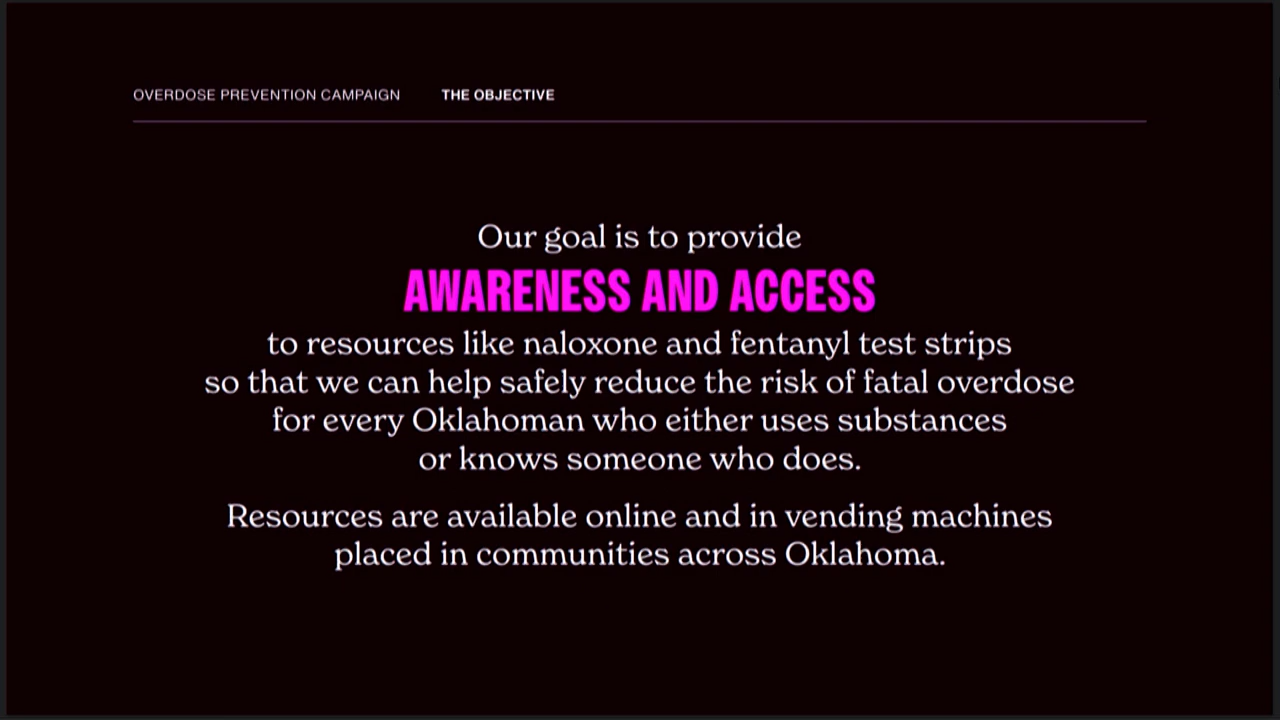 OVERDOSE PREVENTION CAMPAIGN THE OBJECTIVE
Our goal is to provide
AWARENESS AND ACCESS
to resources like naloxone and fentanyl test strips
so that we can help safely reduce the risk of fatal overdose
for every Oklahoman who either uses substances
or knows someone who does.
Resources are available online and in vending machines
placed in communities across Oklahoma.